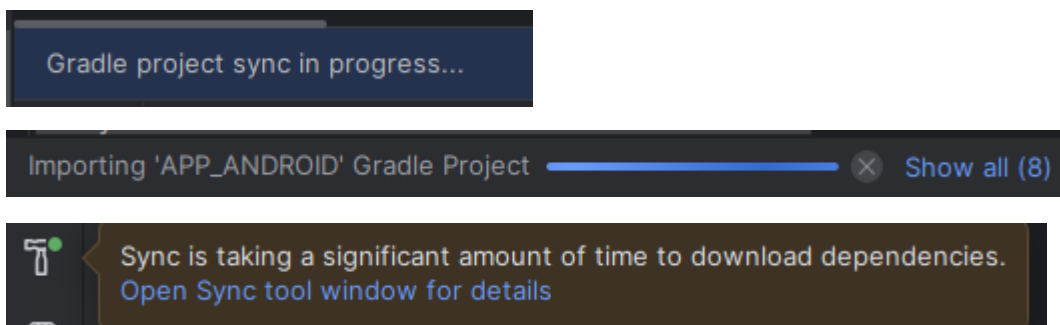 Gradle project sync in progress...
Importing 'APP_ANDROID' Gradle Project
Show all (8)
Sync is taking a significant amount of time to download dependencies.
Open Sync tool window for details